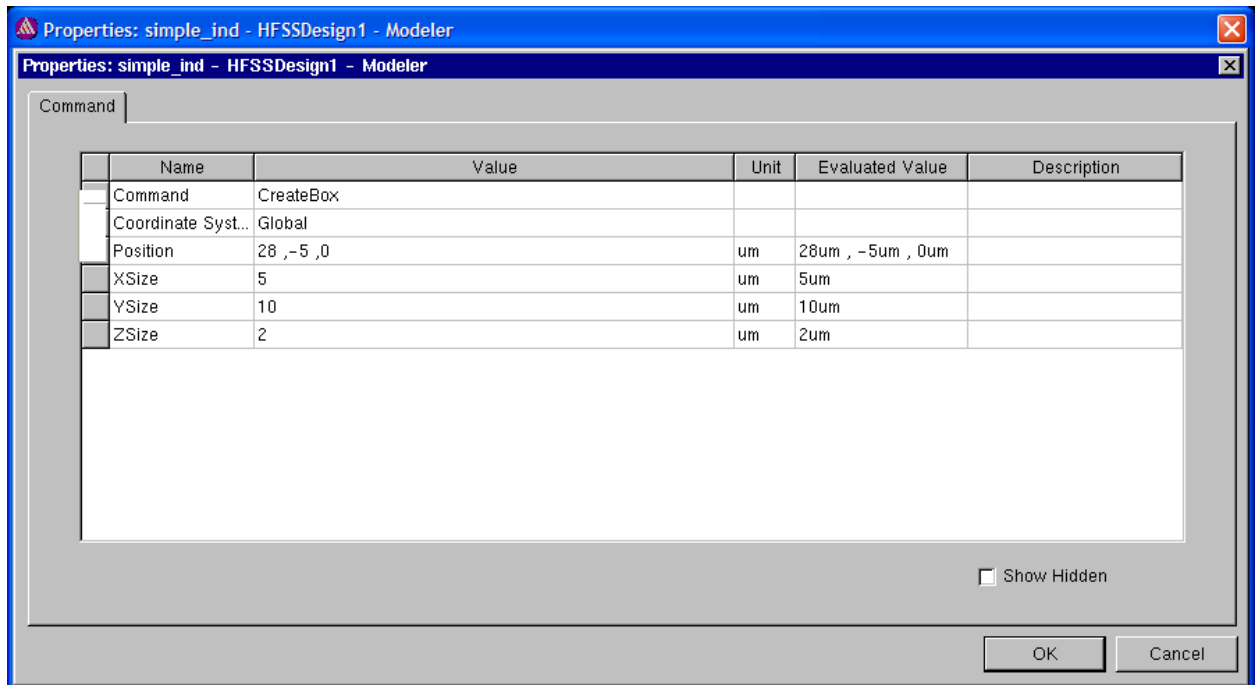 Properties: simple_ind - HFSSDesign1 - Modeler
Properties: simple_ind - HFSSDesign1 - Modeler
Command
Name Value Unit Evaluated Value Description
Command CreateBox
Coordinate Syst... Global
Position 28 ,-5 ,0 um 28um , -5um , 0um
XSize 5 um 5um
YSize 10 um 10um
ZSize 2 um 2um
Show Hidden
OK Cancel